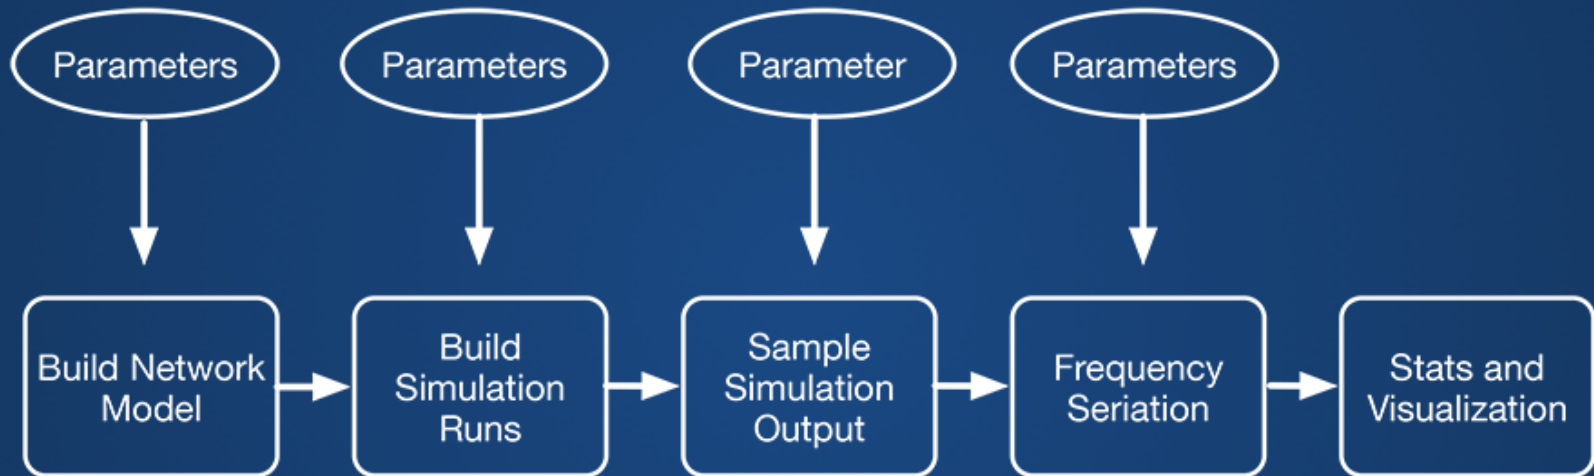 Parameters
Parameters
Parameter
Parameters
Build Network
Model
Build
Simulation
Runs
Sample
Simulation
Output
Frequency
Seriation
Stats and
Visualization